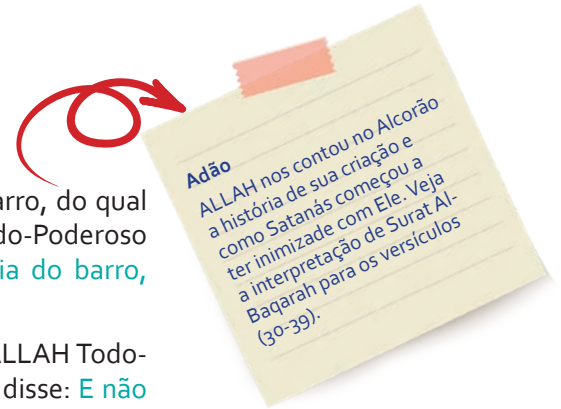 arro, do qual
do-Poderoso
ia do barro,
ALLAH Todo-
disse: E não
Adão
ALLAH nos contou no Alcorão
a história de sua criação e
como Satanás começou a
ter inimizade com Ele. Veja
a interpretação de Surat Al-
Baqarah para os versículos
(30-39).